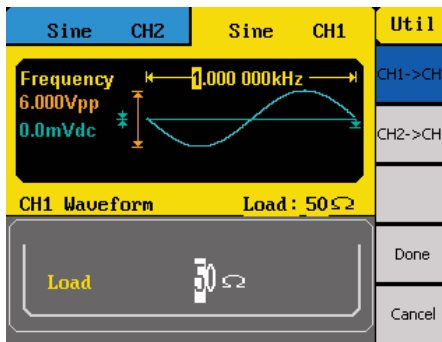 Sine CH2 Sine CH1 Util
Frequency 1.000 000kHz
6.000Vpp
0.0mVdc
CH1->CH
CH2->CH
CH1 Waveform Load: 50Ω
Load 50 Ω
Done
Cancel